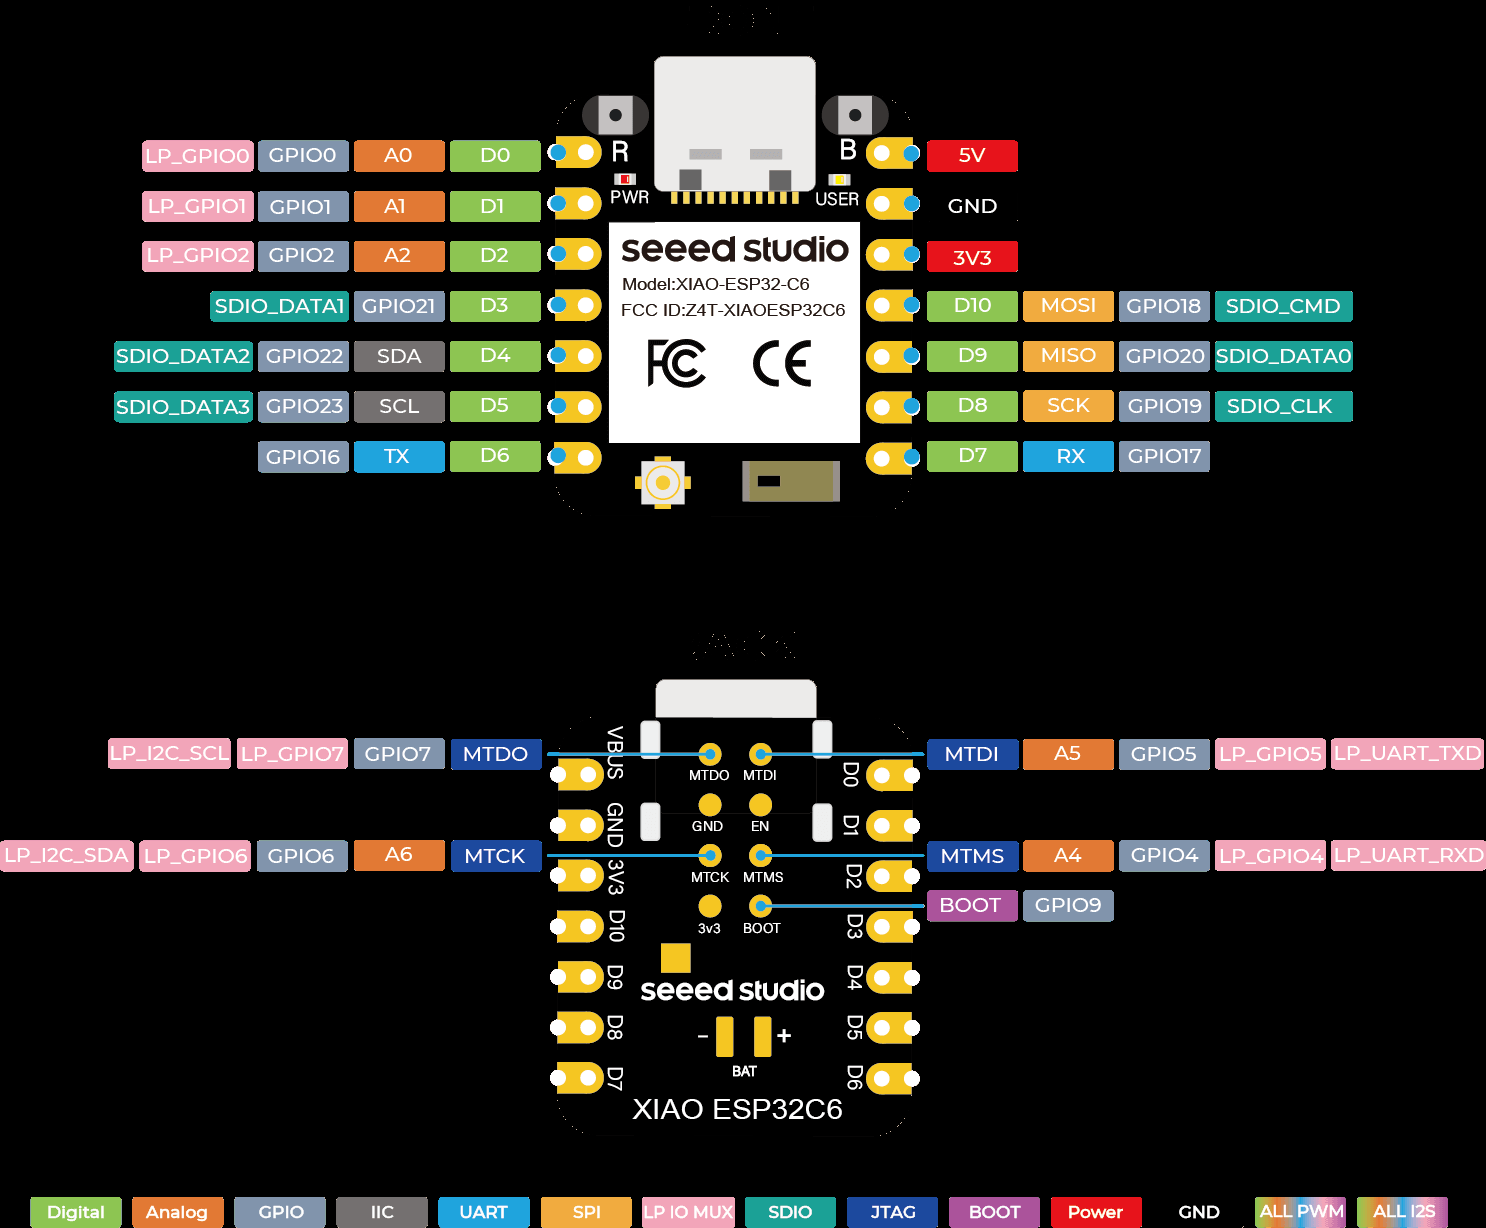 R B
PWR USER
LP_GPIO0 GPIO0 A0 D0 5V
LP_GPIO1 GPIO1 A1 D1 GND
LP_GPIO2 GPIO2 A2 D2 3V3
SDIO_DATA1 GPIO21 D3 D10 MOSI GPIO18 SDIO_CMD
SDIO_DATA2 GPIO22 SDA D4 D9 MISO GPIO20 SDIO_DATA0
SDIO_DATA3 GPIO23 SCL D5 D8 SCK GPIO19 SDIO_CLK
GPIO16 TX D6 D7 RX GPIO17
seeed studio
Model:XIAO-ESP32-C6
FCC ID:Z4T-XIAOESP32C6
FC CE
LP_I2C_SCL LP_GPIO7 GPIO7 MTDO MTDI A5 GPIO5 LP_GPIO5 LP_UART_TXD
LP_I2C_SDA LP_GPIO6 GPIO6 A6 MTCK MTMS A4 GPIO4 LP_GPIO4 LP_UART_RXD
BOOT GPIO9
VBUS
GND
3V3
D10
D9
D8
D7
MTDO MTDI
GND EN
MTCK MTMS
3v3 BOOT
D0
D1
D2
D3
D4
D5
D6
seeed studio
- +
BAT
XIAO ESP32C6
Digital Analog GPIO IIC UART SPI LP IO MUX SDIO JTAG BOOT Power GND ALL PWM ALL I2S